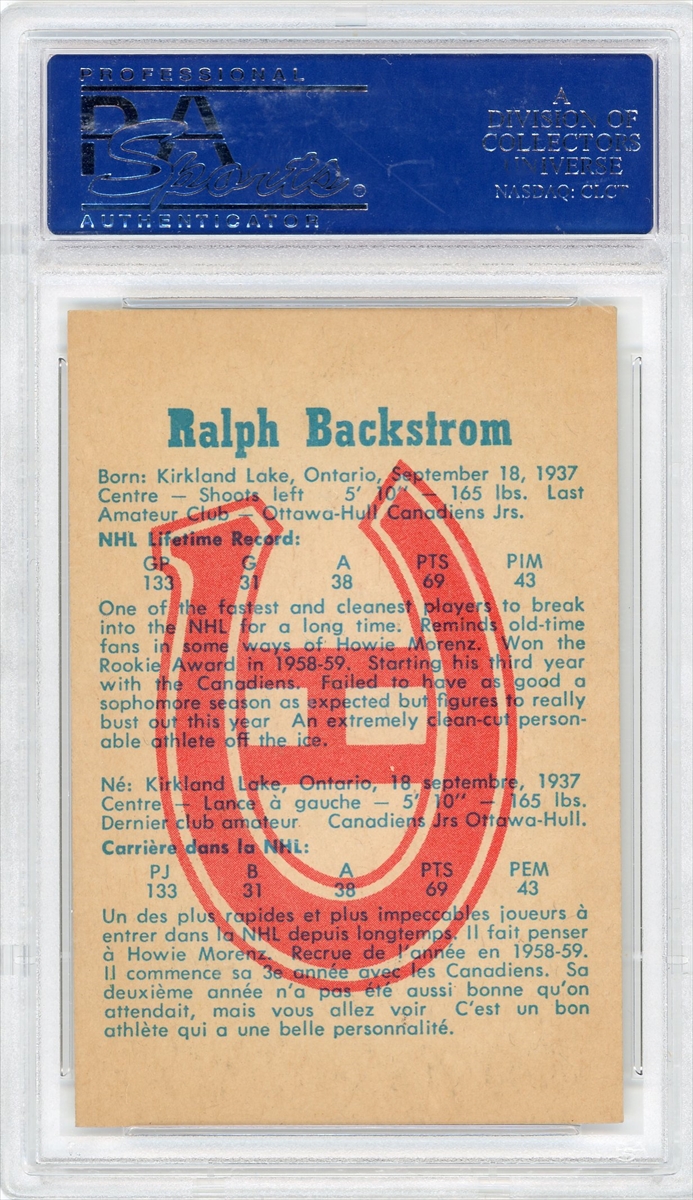 PROFESSIONAL
PSA
Sports®
AUTHENTICATOR
A
DIVISION OF
COLLECTORS
UNIVERSE
NASDAQ: CLCT
Ralph Backstrom
Born: Kirkland Lake, Ontario, September 18, 1937
Centre — Shoots left 5' 10" — 165 lbs. Last
Amateur Club — Ottawa-Hull Canadiens Jrs.
NHL Lifetime Record:
GP G A PTS PIM
133 31 38 69 43
One of the fastest and cleanest players to break
into the NHL for a long time. Reminds old-time
fans in some ways of Howie Morenz. Won the
Rookie Award in 1958-59. Starting his third year
with the Canadiens. Failed to have as good a
sophomore season as expected but figures to really
bust out this year An extremely clean-cut person-
able athlete off the ice.
Né: Kirkland Lake, Ontario, 18 septembre, 1937
Centre — Lance à gauche — 5' 10" — 165 lbs.
Dernier club amateur Canadiens Jrs Ottawa-Hull.
Carrière dans la NHL:
PJ B A PTS PEM
133 31 38 69 43
Un des plus rapides et plus impeccables joueurs à
entrer dans la NHL depuis longtemps. Il fait penser
à Howie Morenz. Recrue de l'année en 1958-59.
Il commence sa 3e année avec les Canadiens. Sa
deuxième année n'a pas été aussi bonne qu'on
attendait, mais vous allez voir C'est un bon
athlète qui a une belle personnalité.